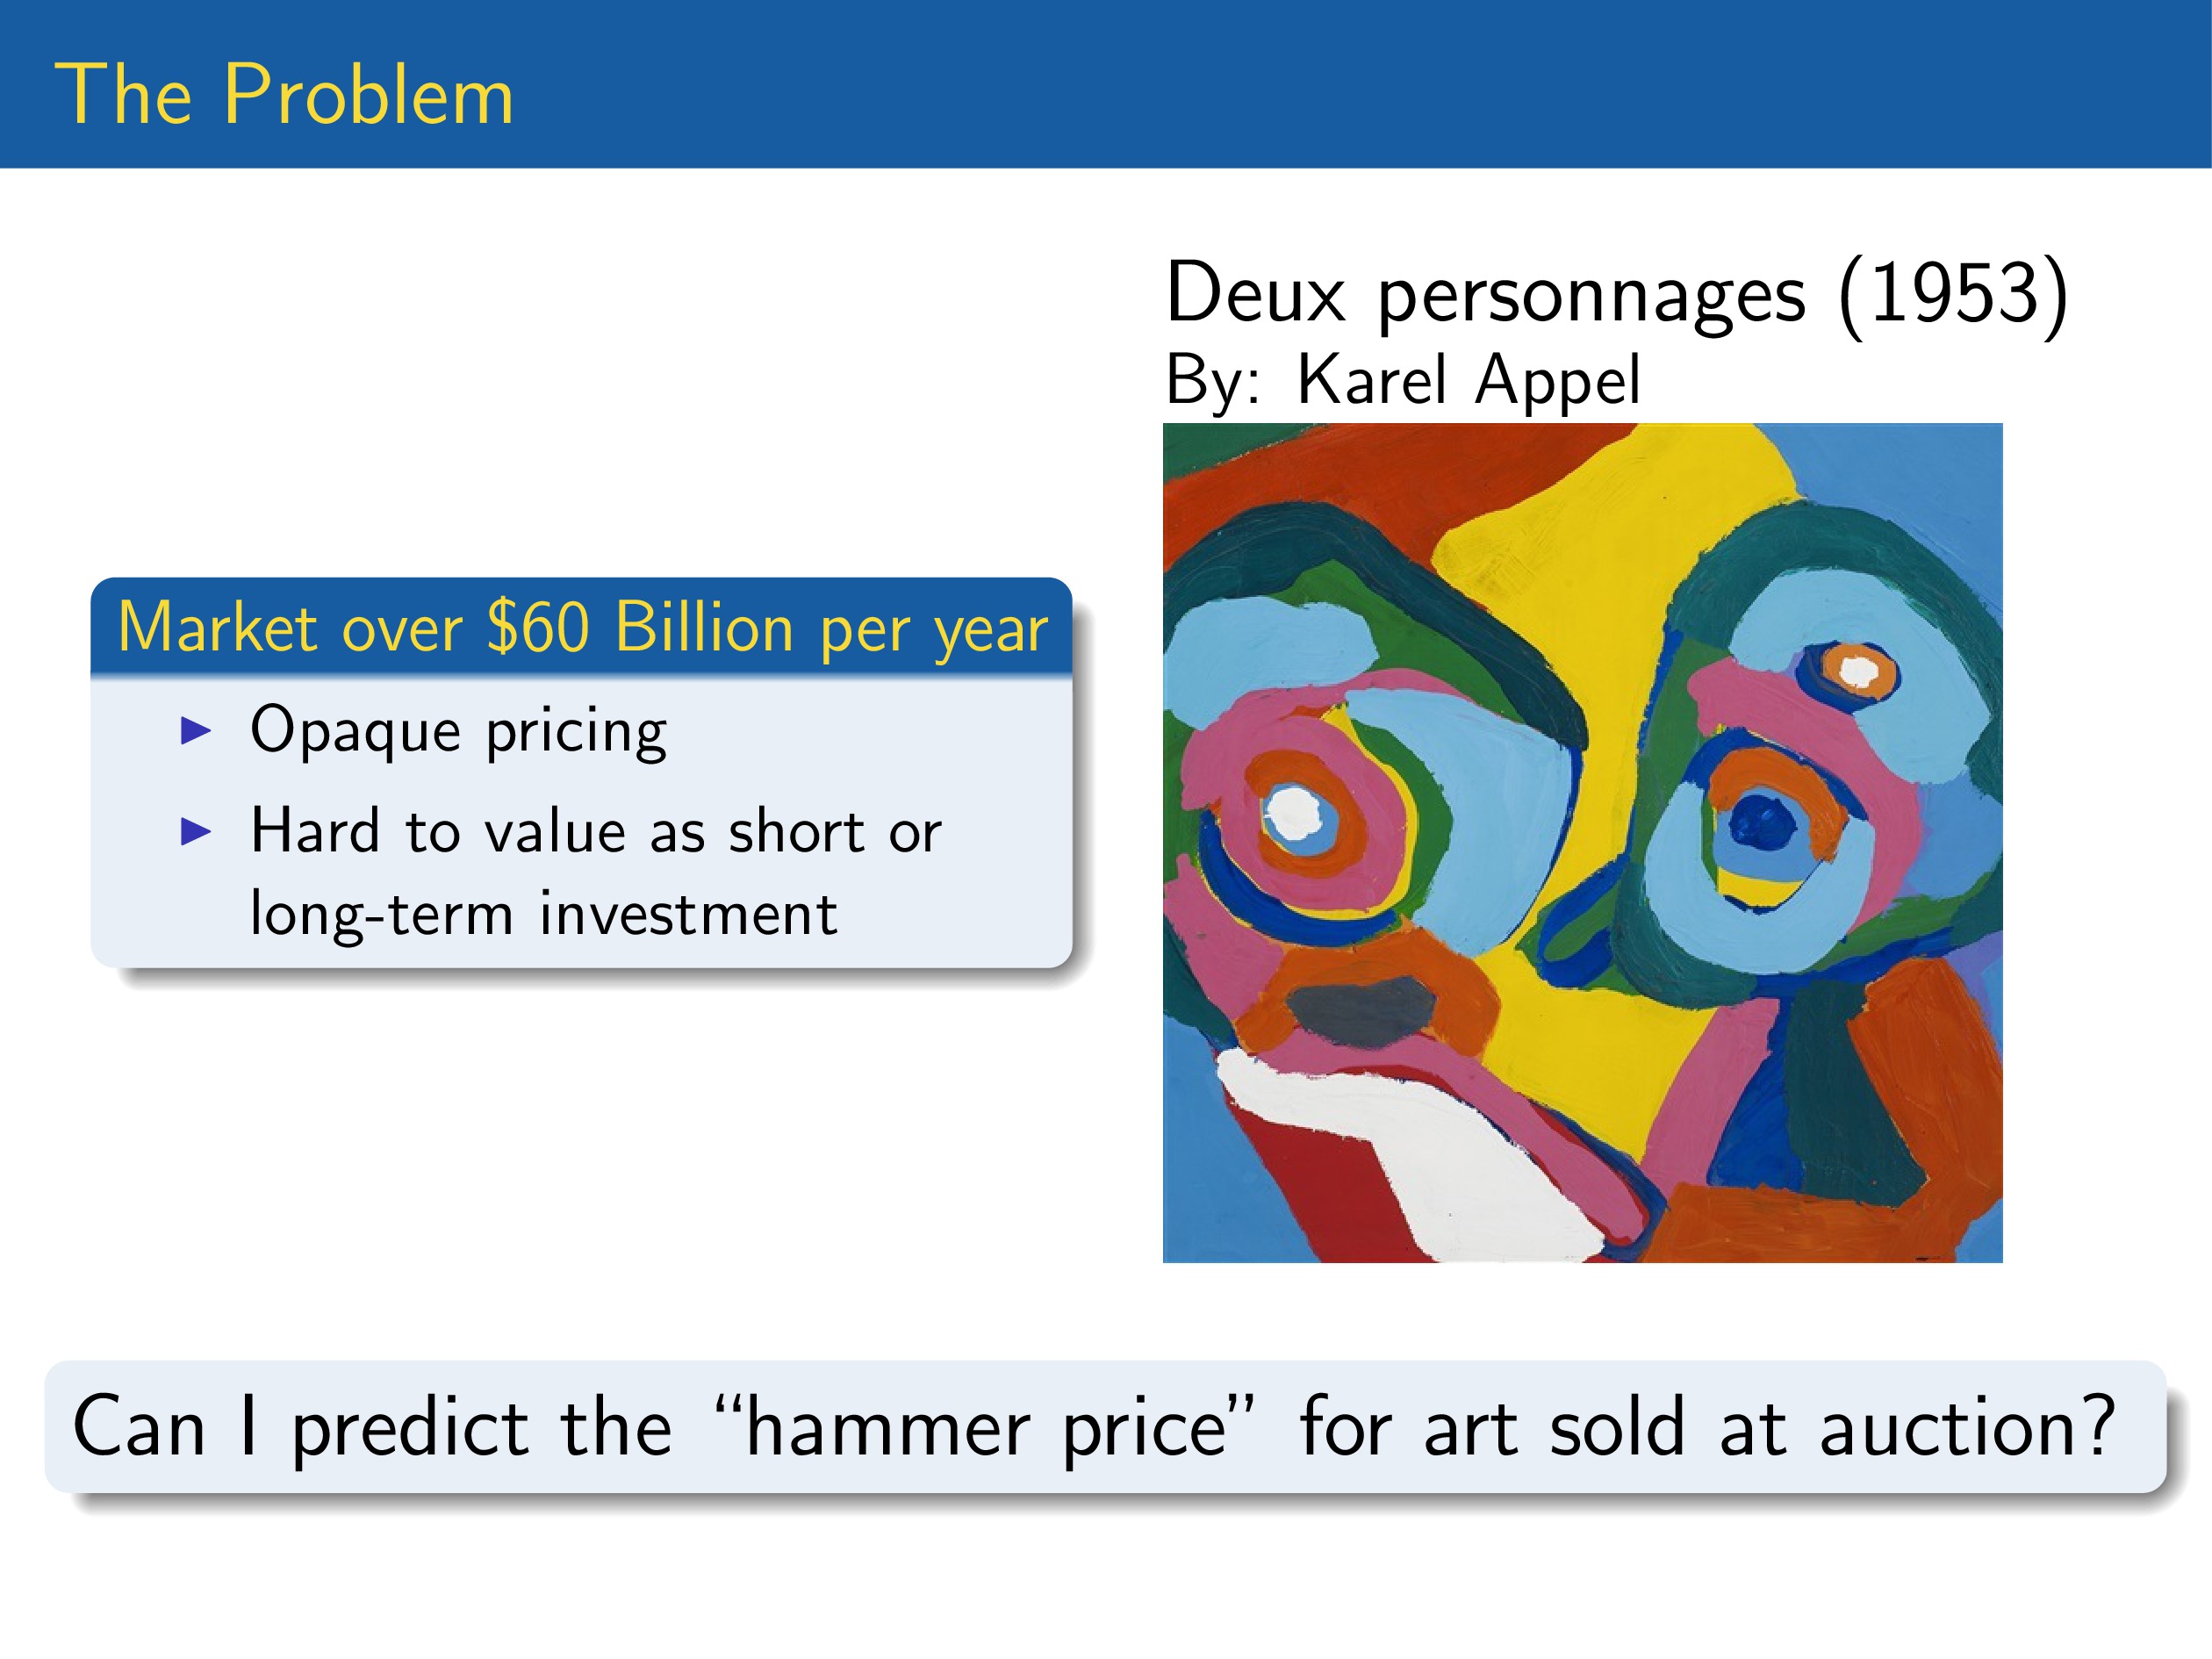 The Problem
Market over $60 Billion per year
Opaque pricing
Hard to value as short or
long-term investment
Deux personnages (1953)
By: Karel Appel
Can I predict the “hammer price” for art sold at auction?